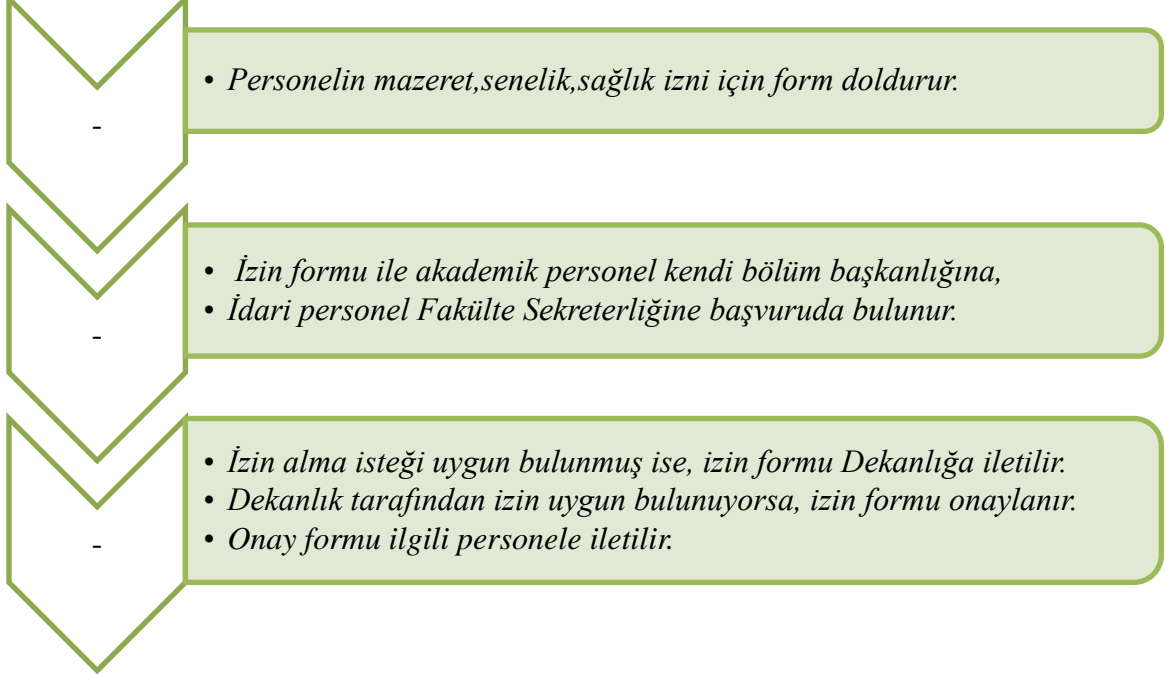 -
• Personelin mazeret,senelik,sağlık izni için form doldurur.
-
• İzin formu ile akademik personel kendi bölüm başkanlığına,
• İdari personel Fakülte Sekreterliğine başvuruda bulunur.
-
• İzin alma isteği uygun bulunmuş ise, izin formu Dekanlığa iletilir.
• Dekanlık tarafından izin uygun bulunuyorsa, izin formu onaylanır.
• Onay formu ilgili personele iletilir.